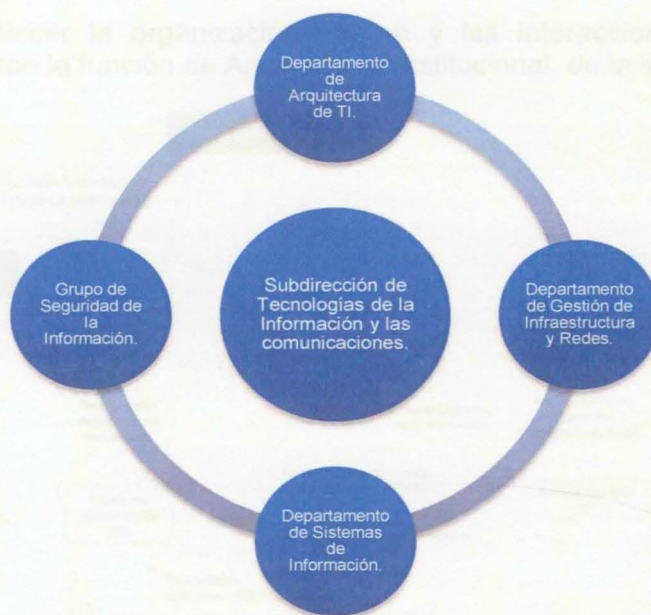 Departamento
de
Arquitectura
de TI.
Grupo de
Seguridad de
la
Información.
Subdirección de
Tecnologías de la
Información y las
comunicaciones.
Departamento
de Gestión de
Infraestructura
y Redes.
Departamento
de Sistemas
de
Información.